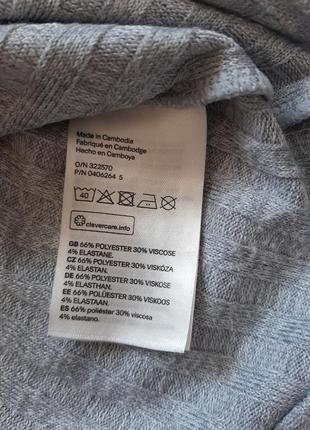 Made in Cambodia
Fabriqué en Cambodge
Hecho en Camboya
O/N 322570
P/N 0406264 5
40
clevercare.info
GB 66% POLYESTER 30% VISCOSE
4% ELASTANE.
CZ 66% POLYESTER 30% VISKÓZA
4% ELASTAN.
DE 66% POLYESTER 30% VISKOSE
4% ELASTHAN.
EE 66% POLÜESTER 30% VISKOOS
4% ELASTAAN.
ES 66% poliéster 30% viscosa
4% elastano.